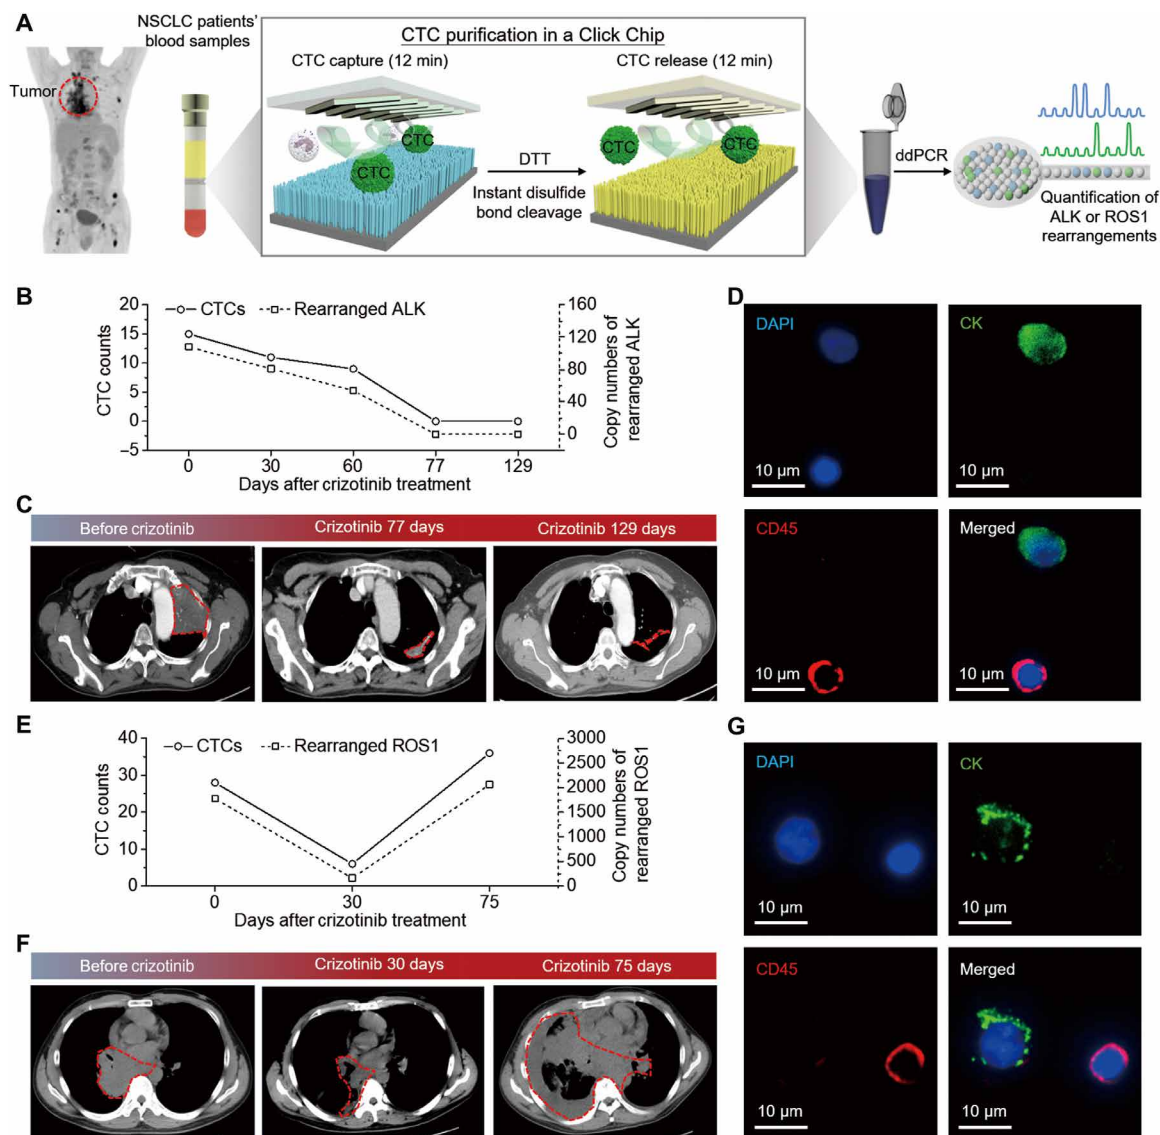 A
NSCLC patients'
blood samples
Tumor
CTC purification in a Click Chip
CTC capture (12 min)
CTC release (12 min)
CTC
CTC
CTC
CTC
DTT
Instant disulfide
bond cleavage
ddPCR
Quantification of
ALK or ROS1
rearrangements
B
CTCs
Rearranged ALK
CTC counts
20
15
10
5
0
–5
160
120
80
40
0
Copy numbers of
rearranged ALK
0
30
60
77
129
Days after crizotinib treatment
C
Before crizotinib
Crizotinib 77 days
Crizotinib 129 days
D
DAPI
10 μm
CK
10 μm
CD45
10 μm
Merged
10 μm
E
CTCs
Rearranged ROS1
CTC counts
40
30
20
10
0
3000
2500
2000
1500
1000
500
0
Copy numbers of
rearranged ROS1
0
30
75
Days after crizotinib treatment
F
Before crizotinib
Crizotinib 30 days
Crizotinib 75 days
G
DAPI
10 μm
CK
10 μm
CD45
10 μm
Merged
10 μm